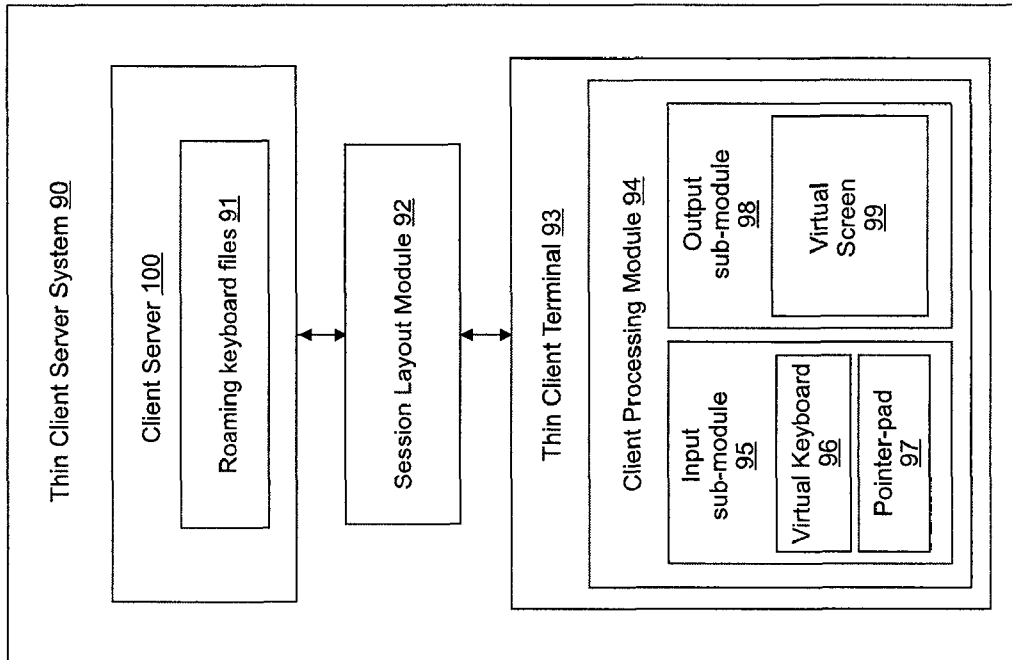 Thin Client Server System 90
Client Server 100
Roaming keyboard files 91
Session Layout Module 92
Thin Client Terminal 93
Client Processing Module 94
Input
sub-module
95
Virtual Keyboard
96
Pointer-pad
97
Output
sub-module
98
Virtual
Screen
99